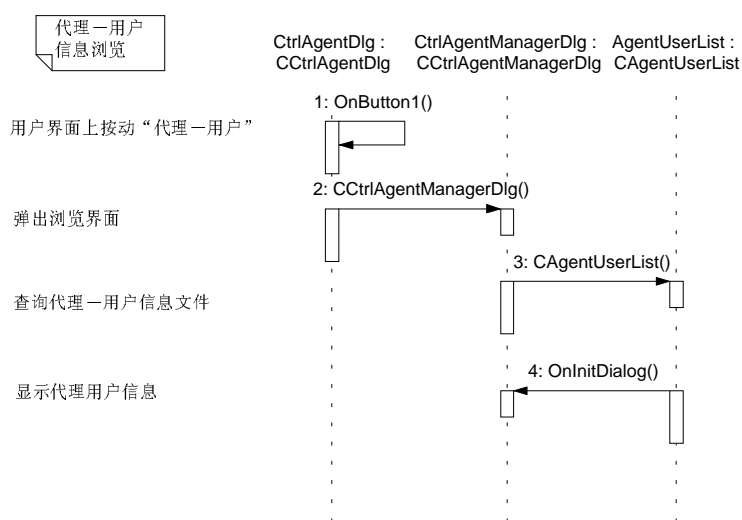 代理－用户
信息浏览
CtrlAgentDlg :
CCtrlAgentDlg
CtrlAgentManagerDlg :
CCtrlAgentManagerDlg
AgentUserList :
CAgentUserList
1: OnButton1()
用户界面上按动“代理－用户”
2: CCtrlAgentManagerDlg()
弹出浏览界面
3: CAgentUserList()
查询代理－用户信息文件
4: OnInitDialog()
显示代理用户信息